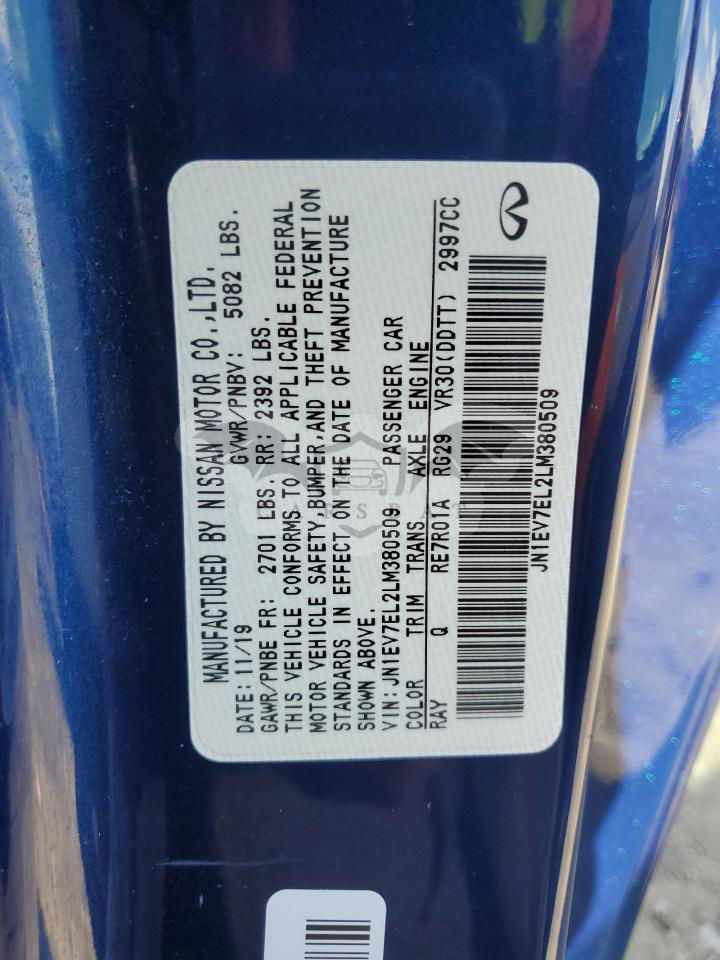 MANUFACTURED BY NISSAN MOTOR CO.,LTD.
DATE: 11/19 GVWR/PNBV: 5082 LBS.
GAWR/PNBE FR: 2701 LBS. RR: 2392 LBS.
THIS VEHICLE CONFORMS TO ALL APPLICABLE FEDERAL
MOTOR VEHICLE SAFETY,BUMPER,AND THEFT PREVENTION
STANDARDS IN EFFECT ON THE DATE OF MANUFACTURE
SHOWN ABOVE.
VIN: JN1EV7EL2LM380509 PASSENGER CAR
COLOR TRIM TRANS AXLE ENGINE
RAY Q RE7R01A RG29 VR30(DDTT) 2997CC
JN1EV7EL2LM380509